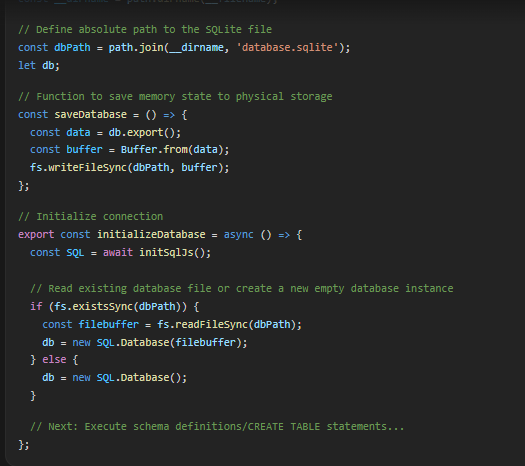 // Define absolute path to the SQLite file
const dbPath = path.join(__dirname, 'database.sqlite');
let db;
// Function to save memory state to physical storage
const saveDatabase = () => {
const data = db.export();
const buffer = Buffer.from(data);
fs.writeFileSync(dbPath, buffer);
};
// Initialize connection
export const initializeDatabase = async () => {
const SQL = await initSqlJs();
// Read existing database file or create a new empty database instance
if (fs.existsSync(dbPath)) {
const filebuffer = fs.readFileSync(dbPath);
db = new SQL.Database(filebuffer);
} else {
db = new SQL.Database();
}
// Next: Execute schema definitions/CREATE TABLE statements...
};